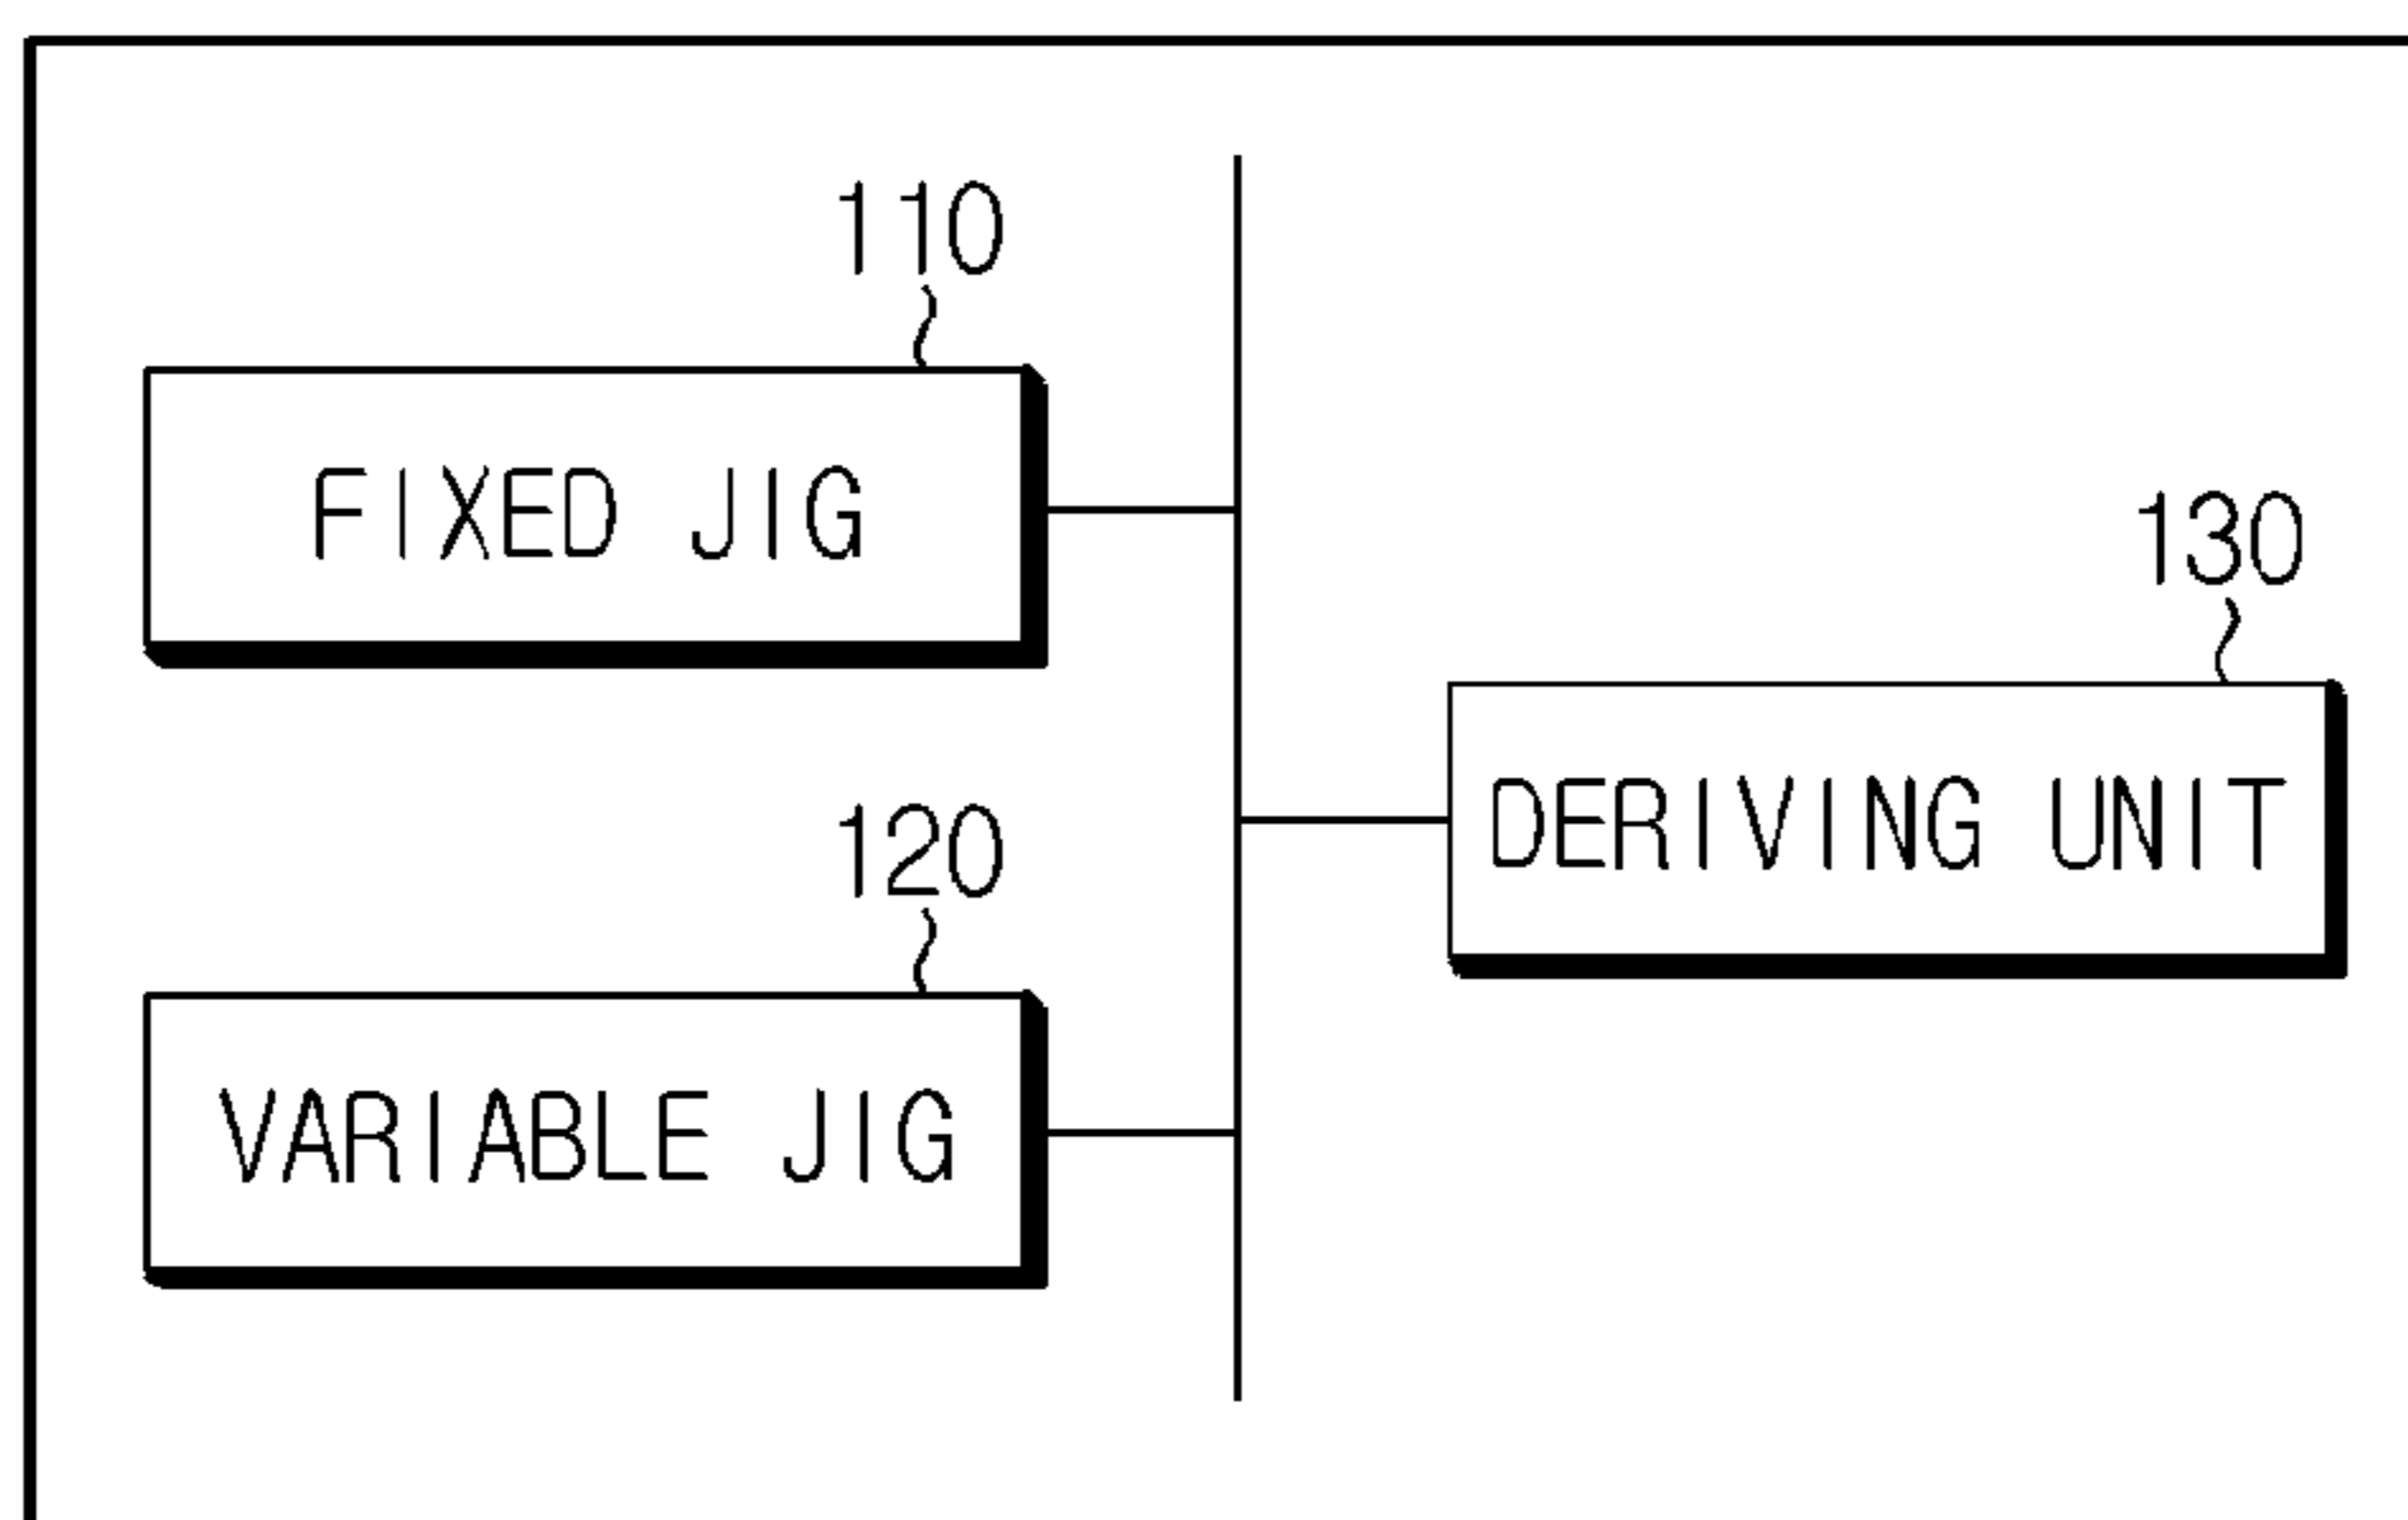 110
FIXED JIG
130
DERIVING UNIT
120
VARIABLE JIG